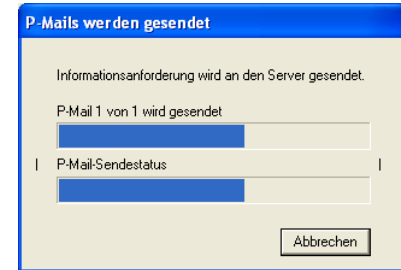 P-Mails werden gesendet
Informationsanforderung wird an den Server gesendet.
P-Mail 1 von 1 wird gesendet
P-Mail-Sendestatus
Abbrechen